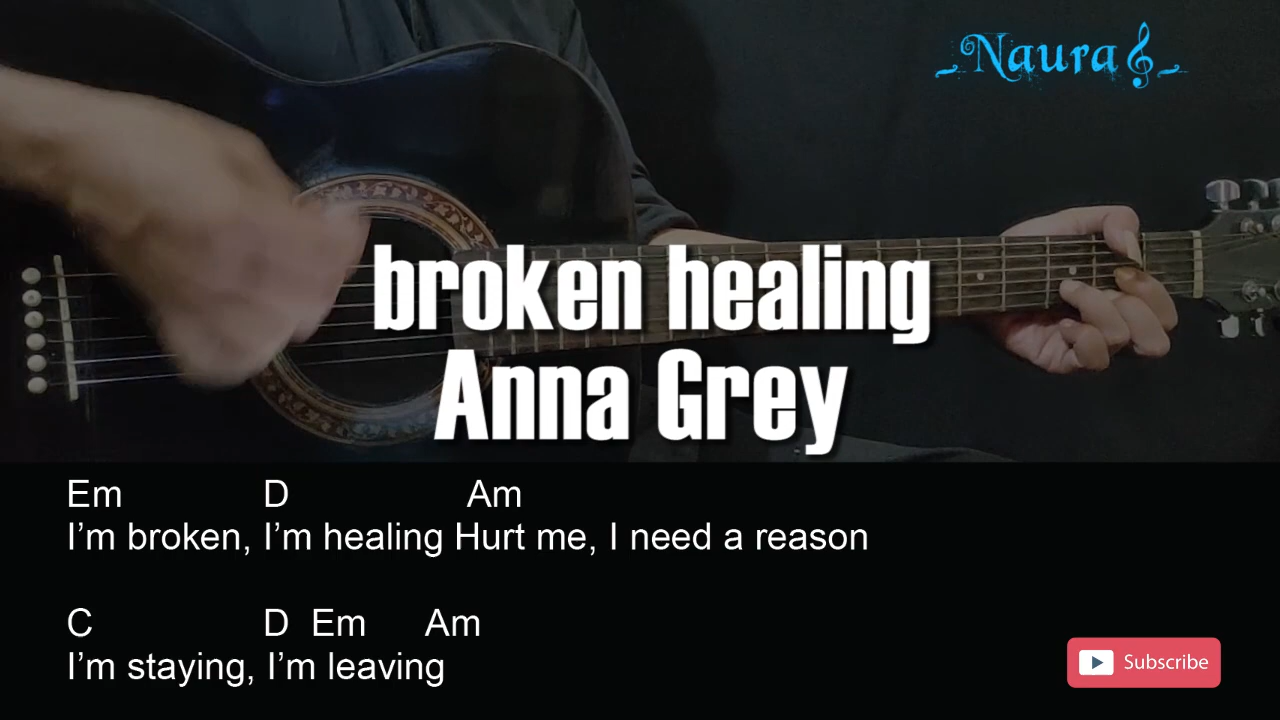 Naura
broken healing
Anna Grey
Em D Am
I’m broken, I’m healing Hurt me, I need a reason
C D Em Am
I’m staying, I’m leaving
Subscribe